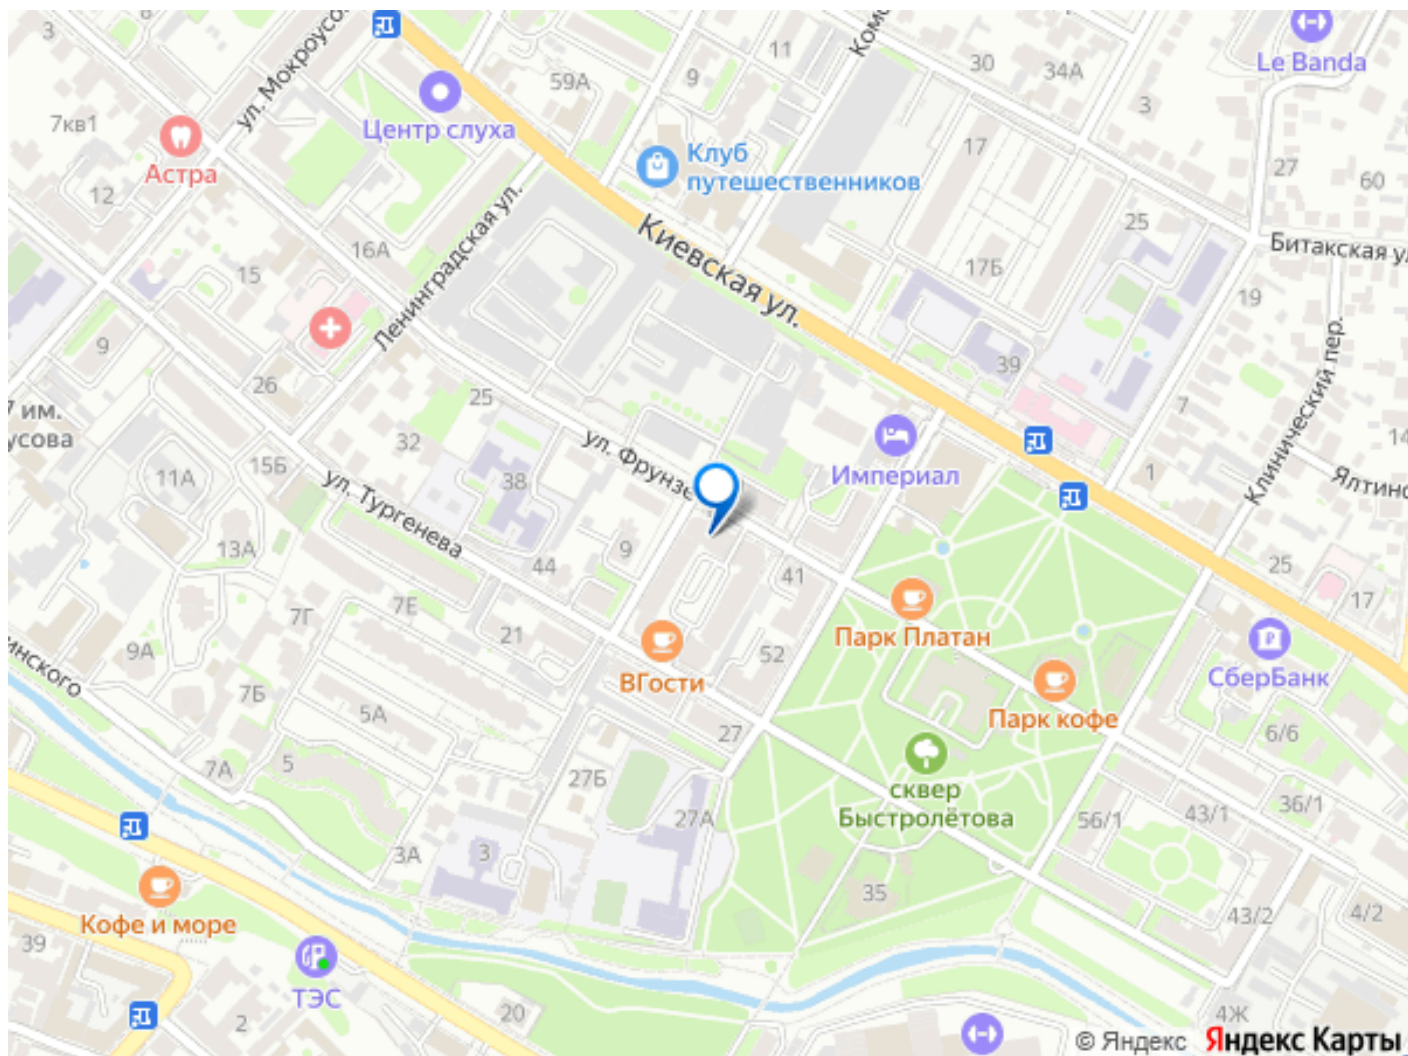 3
ул. Мокроусо
11
Комс
30
34А
Le Banda
59А
9
3
7кв1
Центр слуха
Астра
Клуб
путешественников
17
27
60
12
Ленинградская ул.
16А
25
Киевская ул.
Битакская ул
15
17Б
19
9
39
Клинический пер.
26
25
7
7 им.
усова
32
ул. Фрунзе
Империал
14
11А
15Б
38
1
Ялтинс
ул. Тургенева
13А
9
44
41
25
17
7Г
7Е
Парк Платан
21
9А
52
инского
ВГости
СберБанк
7Б
5А
Парк кофе
27
6/6
5
7А
27Б
сквер
Быстролётова
27А
56/1
43/1
36/1
3А
3
35
Кофе и море
43/2
4/2
39
ТЭС
2
20
4Ж
© Яндекс Яндекс Карты